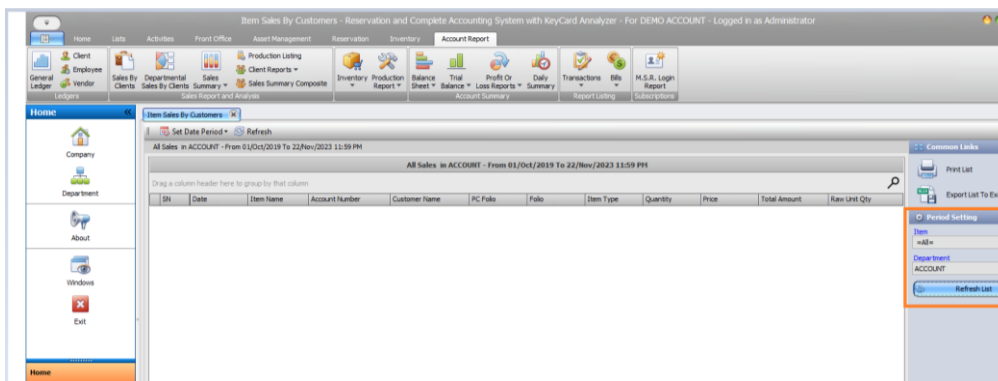 Item Sales By Customers - Reservation and Complete Accounting System with KeyCard Annalyzer - For DEMO ACCOUNT - Logged in as Administrator
Home Lists Activities Front Office Asset Management Reservation Inventory Account Report
General Ledger
Client
Employee
Vendor
Ledgers
Sales By Clients
Departmental Sales By Clients
Sales Summary
Production Listing
Client Reports
Sales Summary Composite
Sales Report and Analysis
Inventory
Production Report
Balance Sheet
Trial Balance
Profit Or Loss Reports
Daily Summary
Account Summary
Transactions
Bills
Report Listing
M.S.R. Login Report
Subscriptions
Home
Company
Department
About
Windows
Exit
Home
Item Sales By Customers
Set Date Period Refresh
All Sales in ACCOUNT - From 01/Oct/2019 To 22/Nov/2023 11:59 PM
All Sales in ACCOUNT - From 01/Oct/2019 To 22/Nov/2023 11:59 PM
Drag a column header here to group by that column
SN Date Item Name Account Number Customer Name PC Folio Folio Item Type Quantity Price Total Amount Raw Unit Qty
Common Links
Print List
Export List To Ex
Period Setting
Item
=All=
Department
ACCOUNT
Refresh List